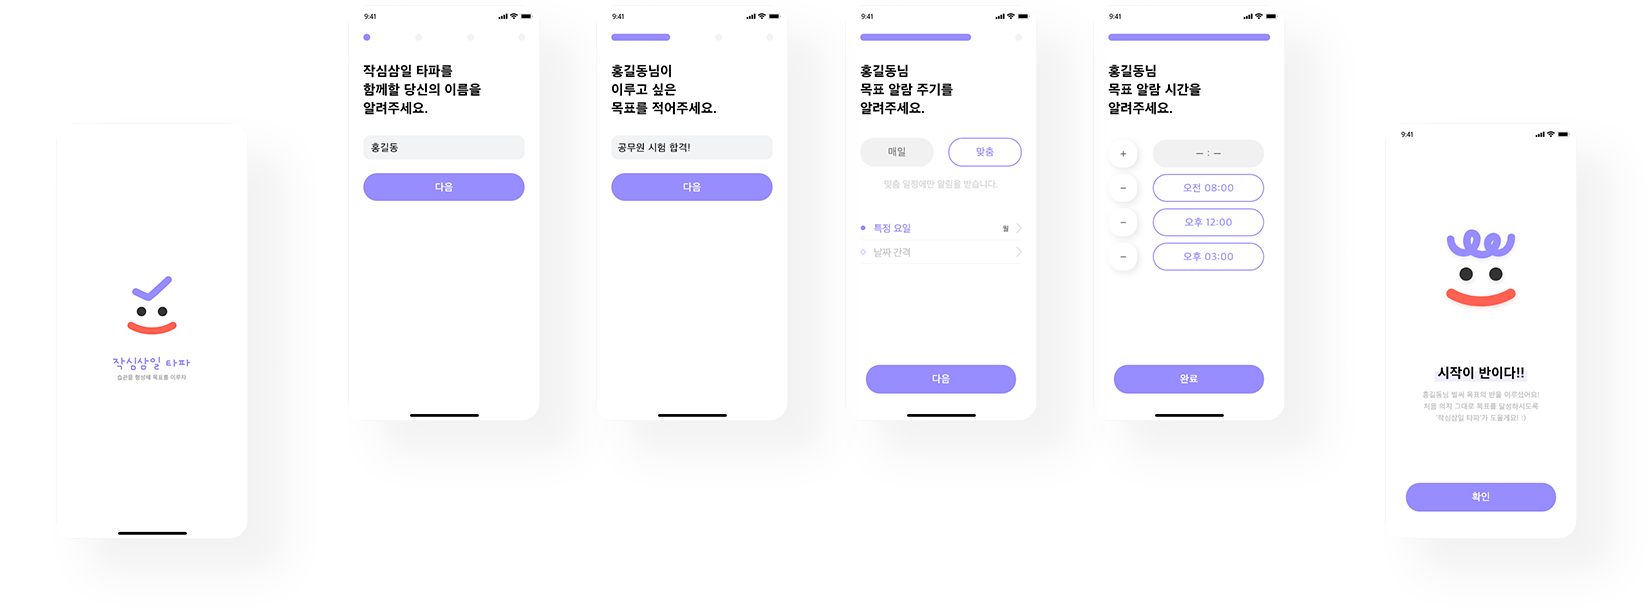 작심삼일 타파
습관을 형성해 목표를 이루자
9:41
작심삼일 타파를
함께할 당신의 이름을
알려주세요.
홍길동
다음
9:41
홍길동님이
이루고 싶은
목표를 적어주세요.
공무원 시험 합격!
다음
9:41
홍길동님
목표 알람 주기를
알려주세요.
매일
맞춤
맞춤 일정에만 알림을 받습니다.
특정 요일
월
날짜 간격
다음
9:41
홍길동님
목표 알람 시간을
알려주세요.
+
– : –
–
오전 08:00
–
오후 12:00
–
오후 03:00
완료
9:41
시작이 반이다!!
홍길동님 벌써 목표의 반을 이루셨어요!
처음 의지 그대로 목표를 달성하시도록
'작심삼일 타파'가 도울게요! :)
확인